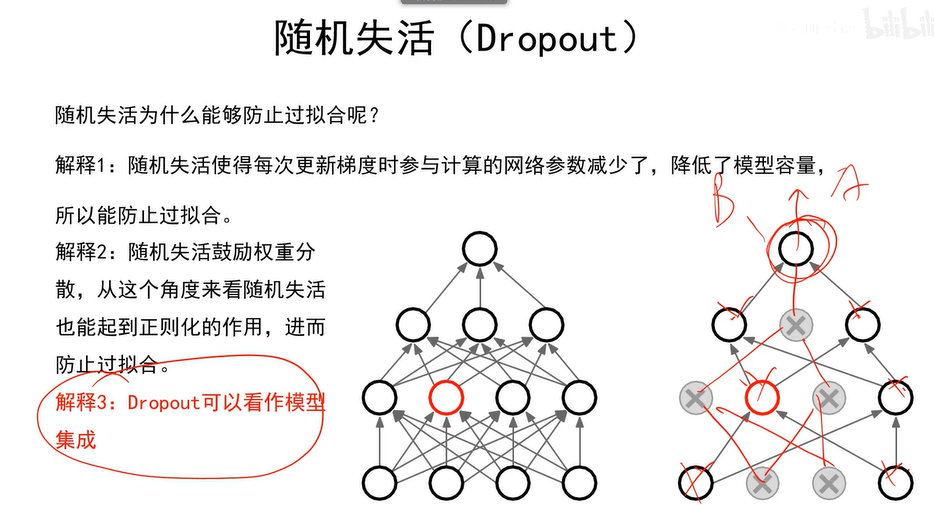 bilibili
随机失活（Dropout）
随机失活为什么能够防止过拟合呢？
解释1：随机失活使得每次更新梯度时参与计算的网络参数减少了，降低了模型容量，
所以能防止过拟合。
解释2：随机失活鼓励权重分
散，从这个角度来看随机失活
也能起到正则化的作用，进而
防止过拟合。
解释3：Dropout可以看作模型
集成
B
A